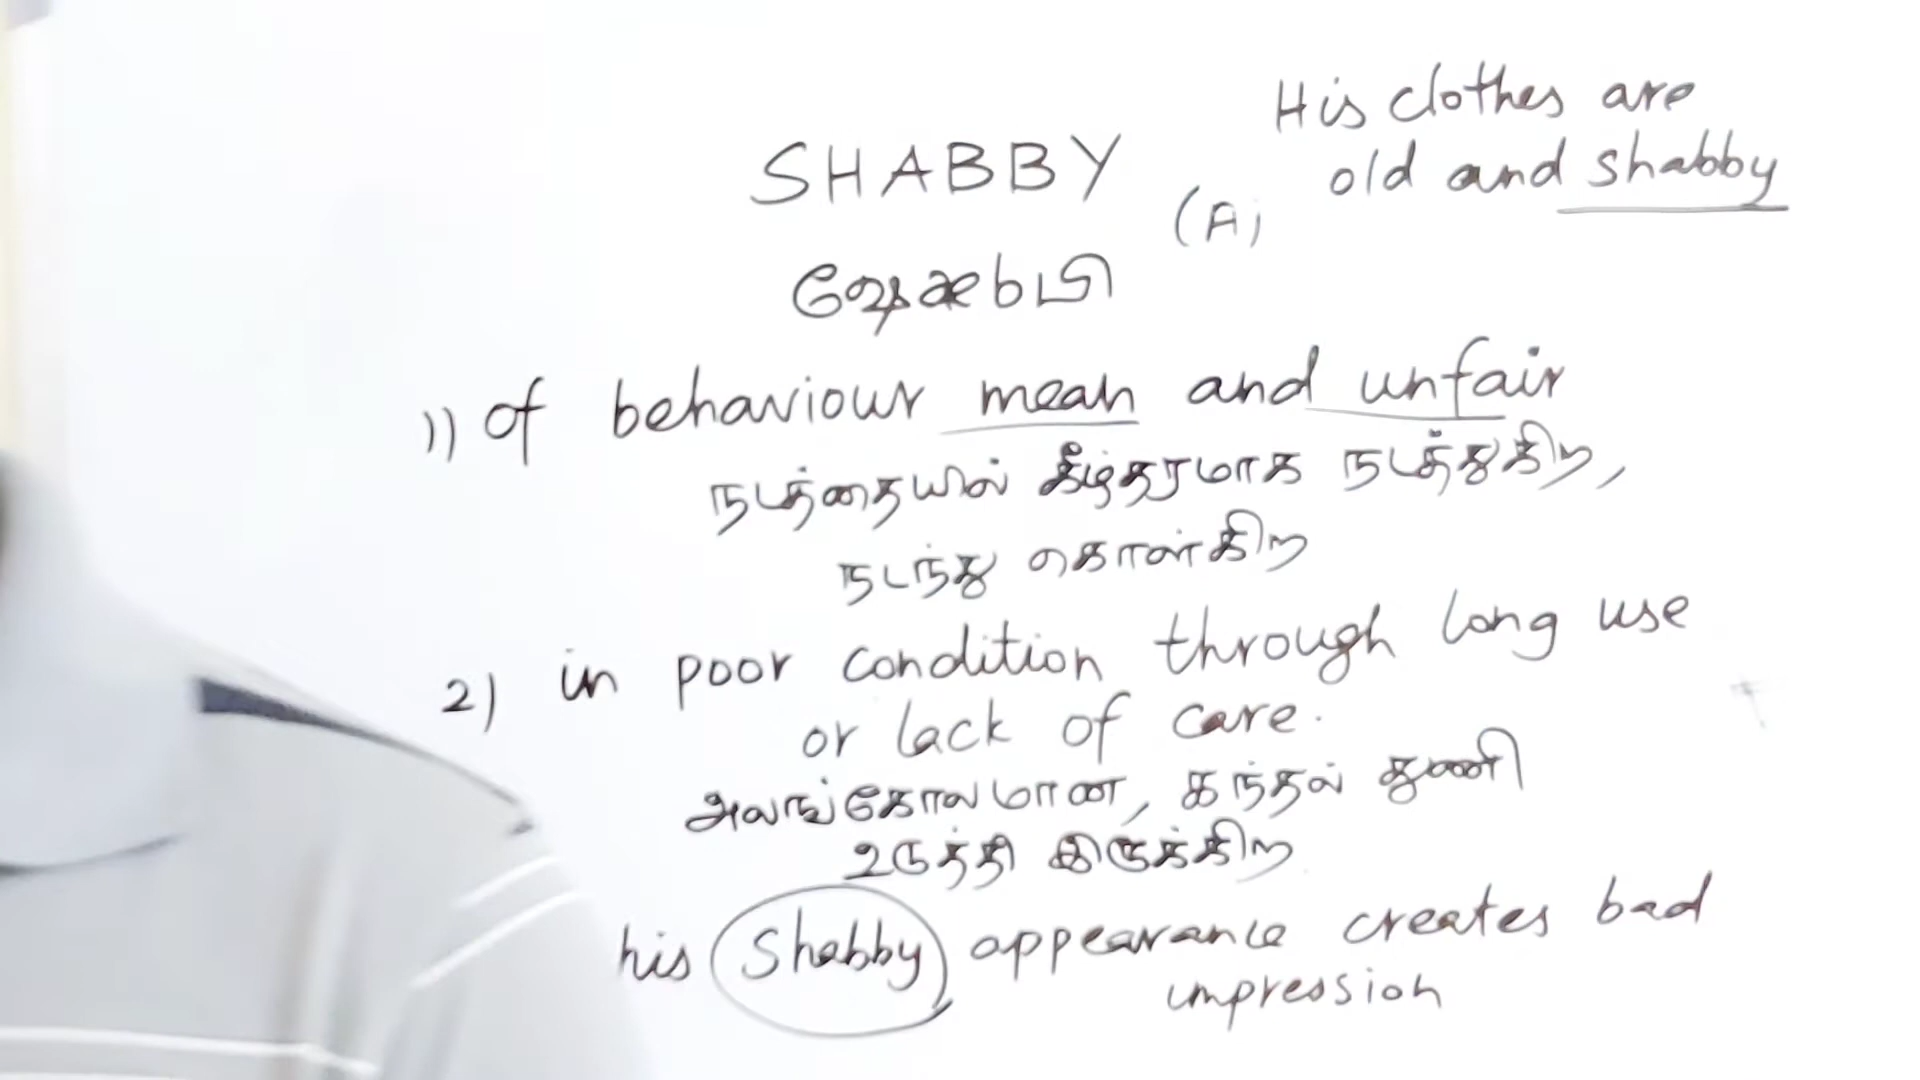 His clothes are
old and shabby
SHABBY
(A)
1) of behaviour mean and unfair
நடத்தையில் கீழ்தரமாக நடத்துகிற,
நடந்து கொள்கிற
2) in poor condition through long use
or lack of care.
அலங்கோலமான, கந்தல் துணி
உடுத்தி இருக்கிற
his Shabby appearance creates bad
impression